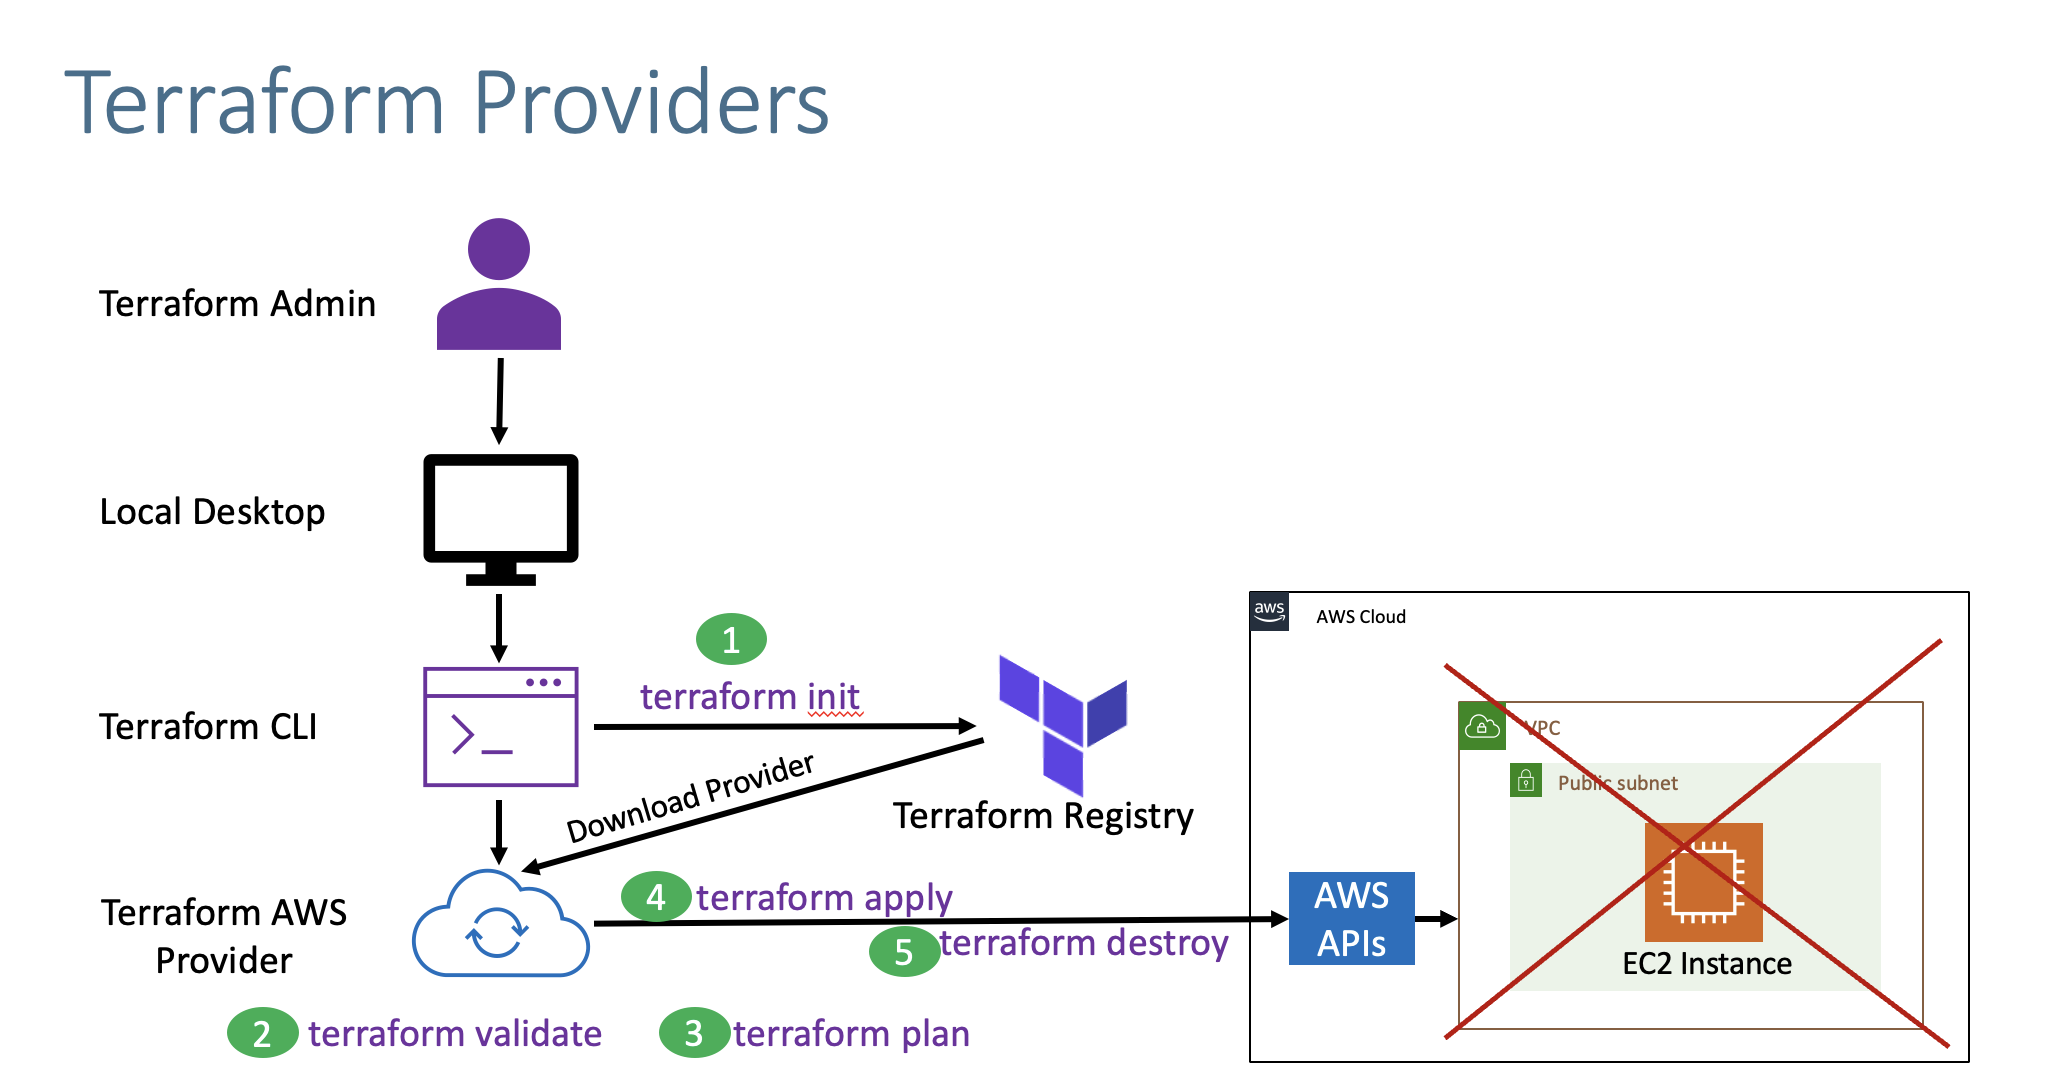 Terraform Providers
Terraform Admin
Local Desktop
1
terraform init
Terraform CLI
Download Provider
Terraform Registry
aws
AWS Cloud
VPC
Public subnet
EC2 Instance
AWS
APIs
4 terraform apply
5 terraform destroy
Terraform AWS
Provider
2 terraform validate
3 terraform plan